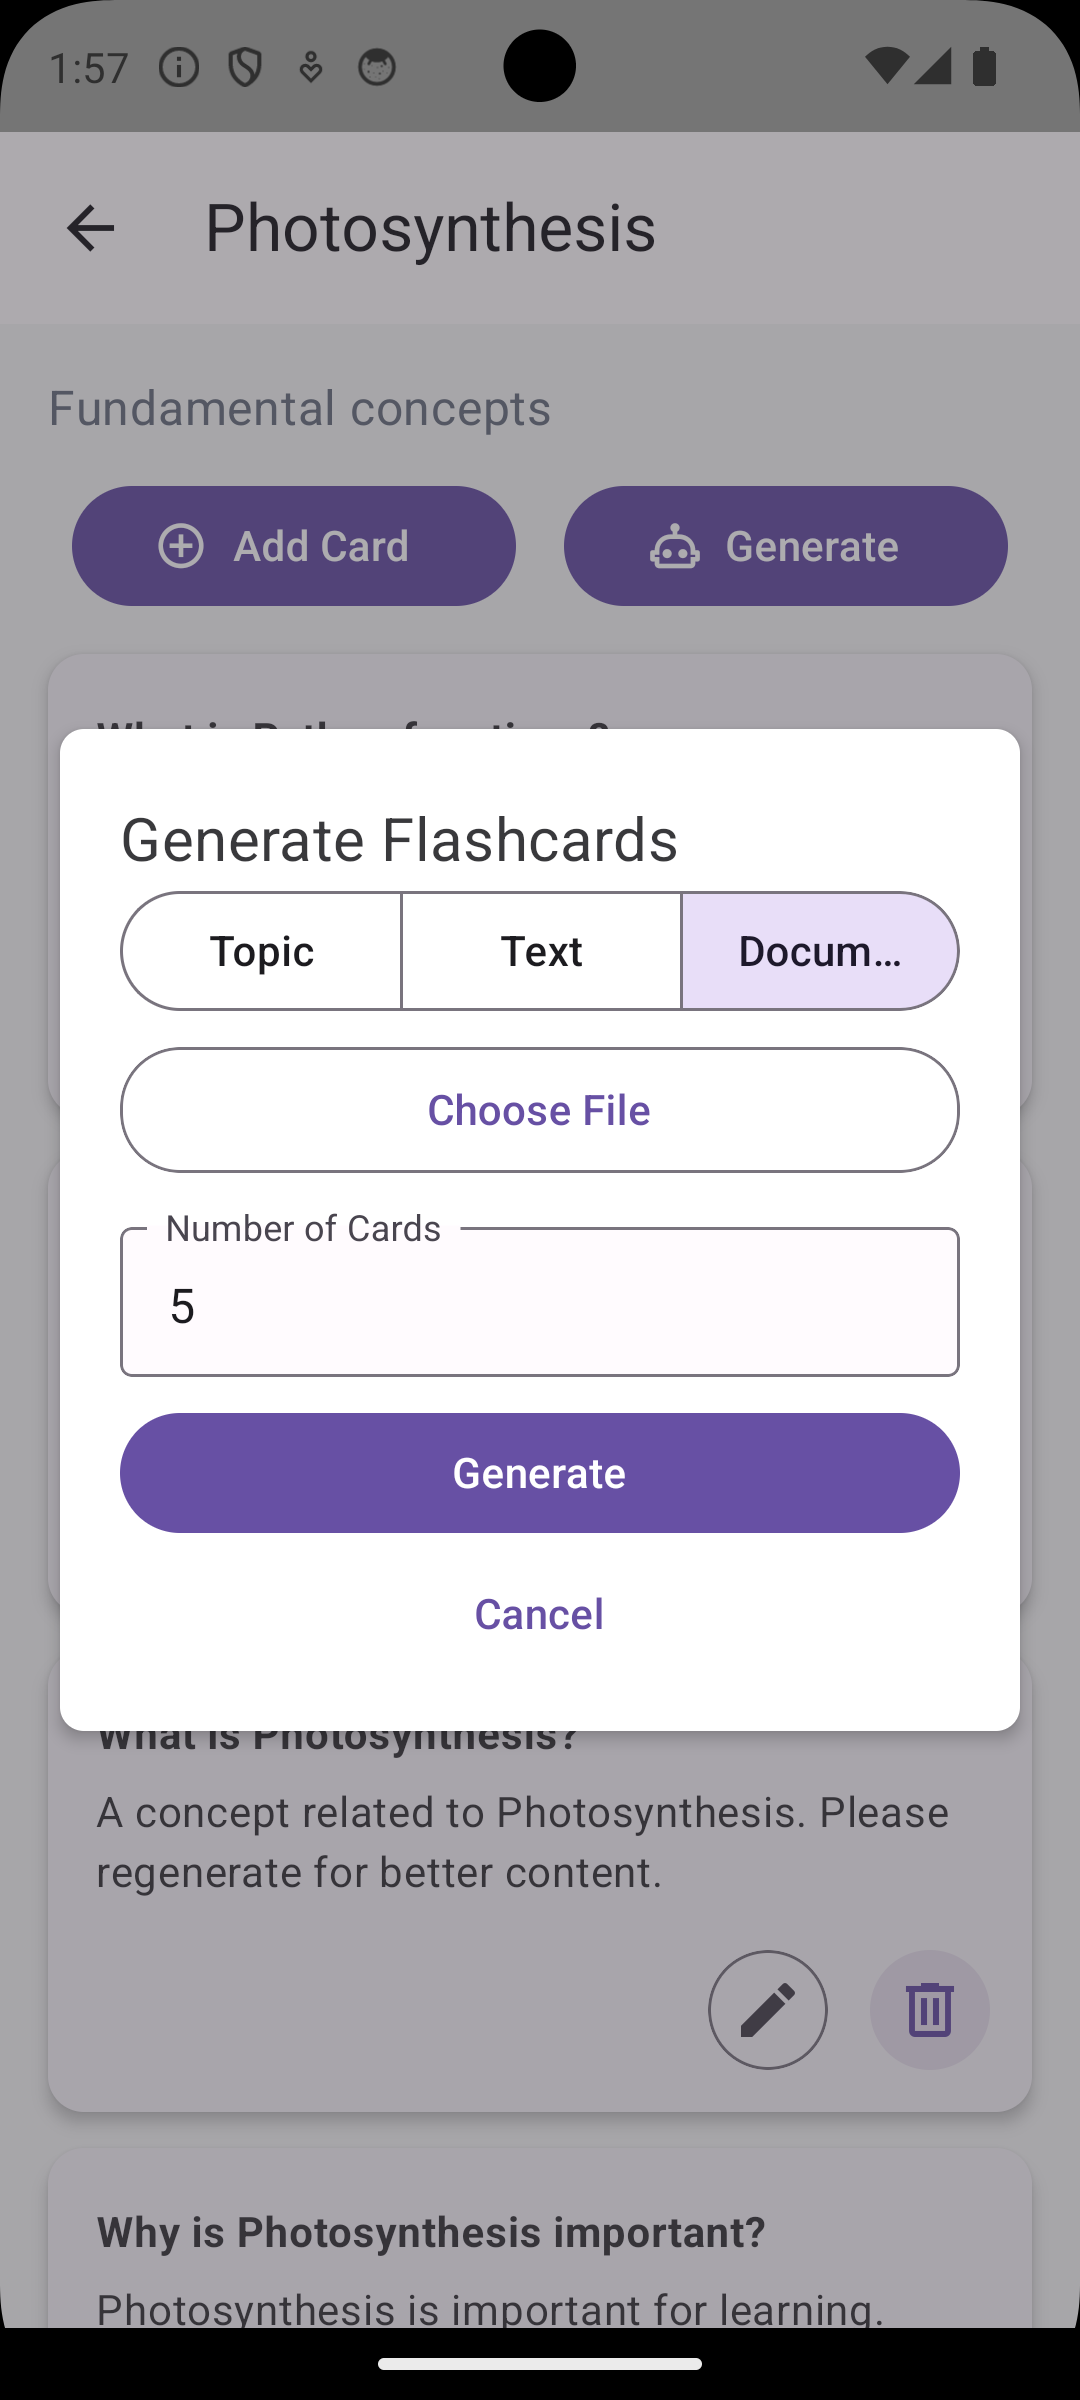 1:57
Photosynthesis
Fundamental concepts
Add Card
Generate
Generate Flashcards
Topic
Text
Docum…
Choose File
Number of Cards
5
Generate
Cancel
What is Photosynthesis?
A concept related to Photosynthesis. Please
regenerate for better content.
Why is Photosynthesis important?
Photosynthesis is important for learning.